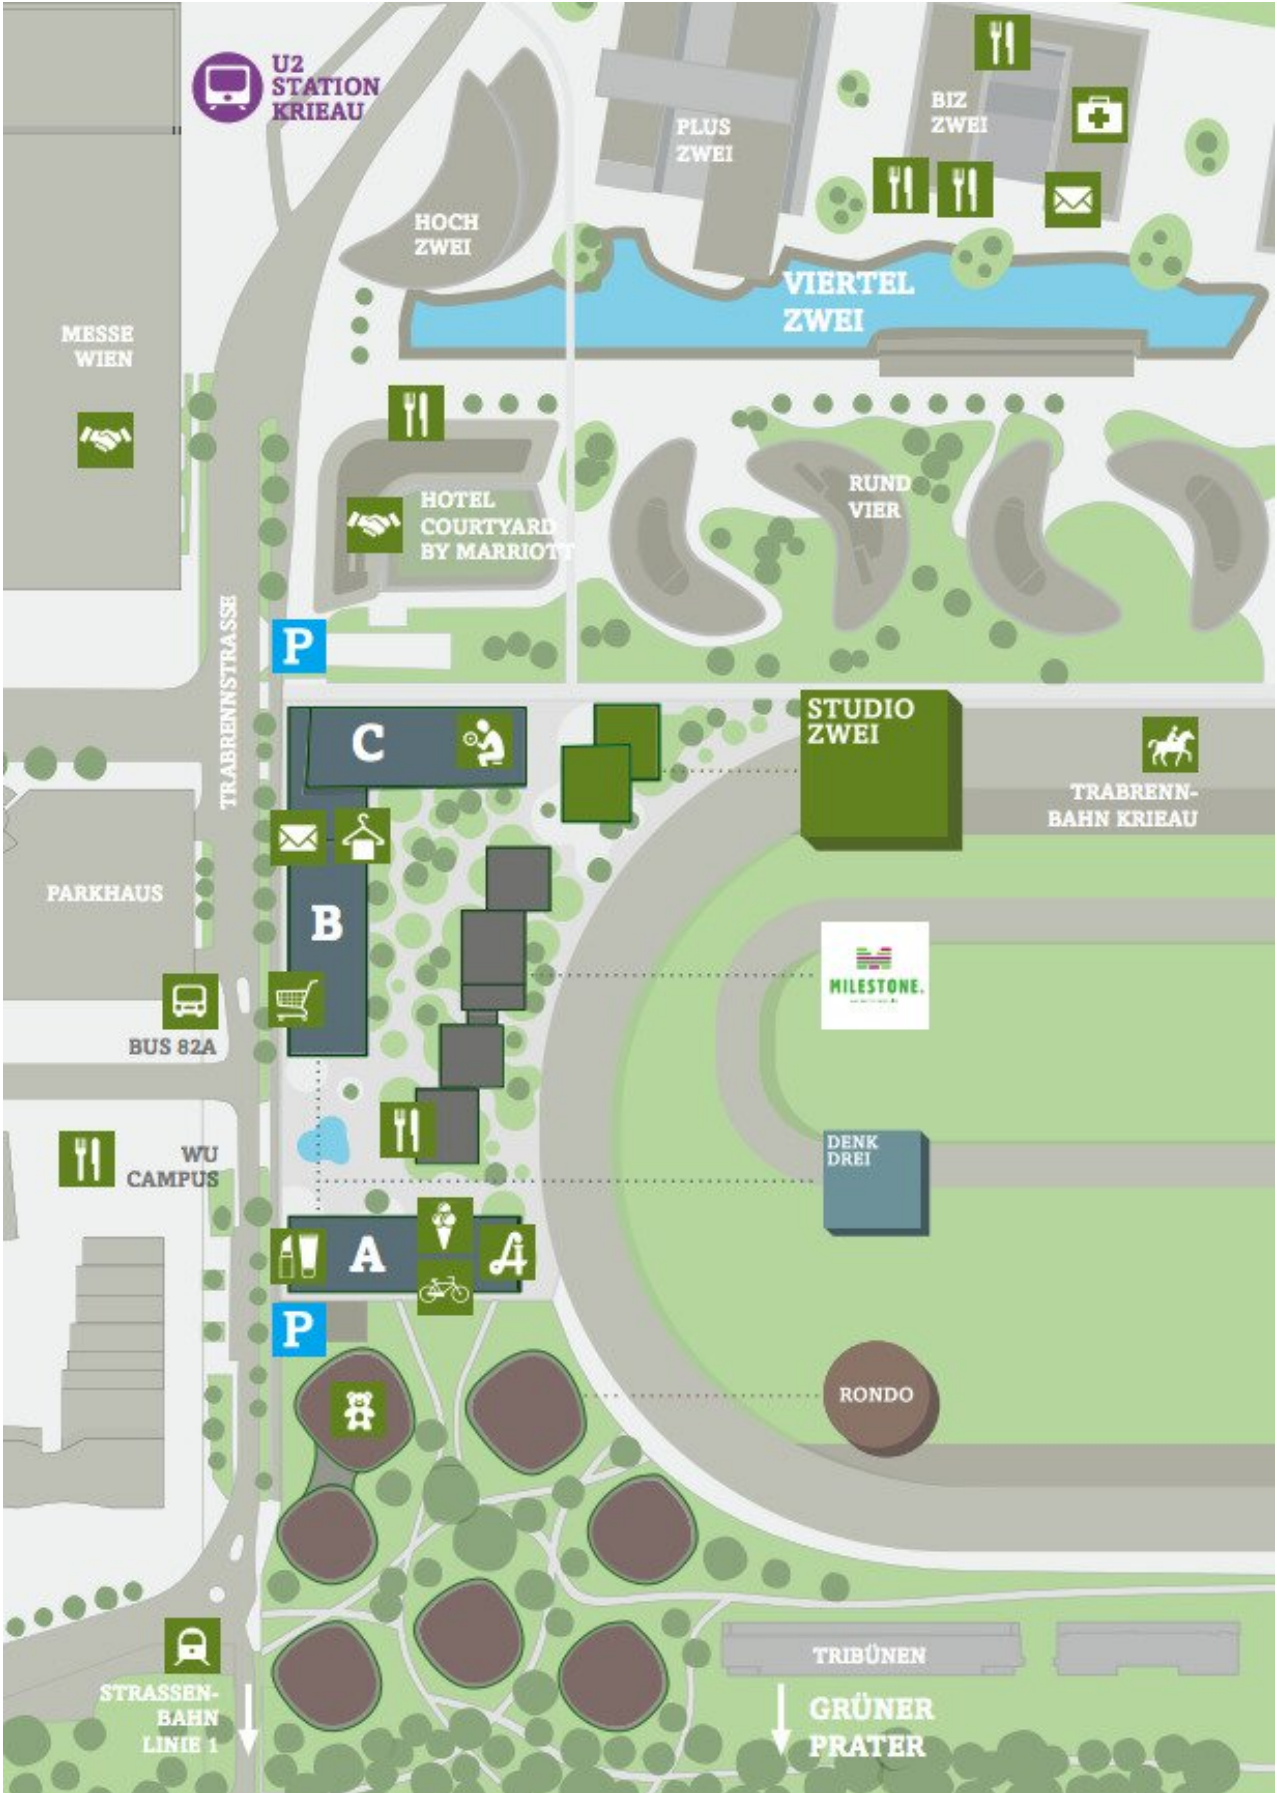 U2
STATION
KRIEAU
BIZ
ZWEI
PLUS
ZWEI
HOCH
ZWEI
VIERTEL
ZWEI
MESSE
WIEN
RUND
VIER
HOTEL
COURTYARD
BY MARRIOTT
TRABRENNSTRASSE
P
C
STUDIO
ZWEI
TRABRENN-
BAHN KRIEAU
PARKHAUS
B
MILESTONE.
BUS 82A
WU
CAMPUS
DENK
DREI
A
P
RONDO
TRIBÜNEN
STRASSEN-
BAHN
LINIE 1
GRÜNER
PRATER